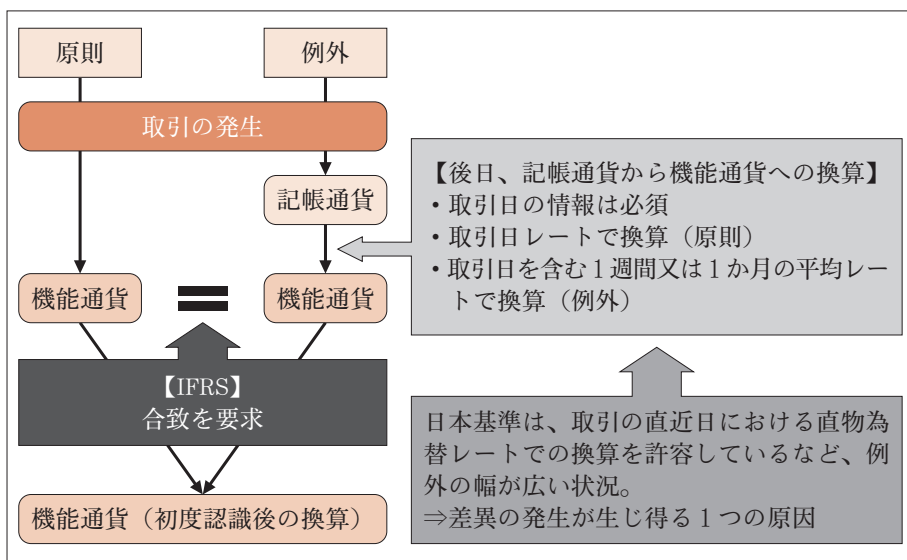 原則
例外
取引の発生
記帳通貨
【後日、記帳通貨から機能通貨への換算】
・取引日の情報は必須
・取引日レートで換算（原則）
・取引日を含む１週間又は１か月の平均レー
トで換算（例外）
機能通貨
機能通貨
【IFRS】
合致を要求
日本基準は、取引の直近日における直物為
替レートでの換算を許容しているなど、例
外の幅が広い状況。
⇒差異の発生が生じ得る１つの原因
機能通貨（初度認識後の換算）